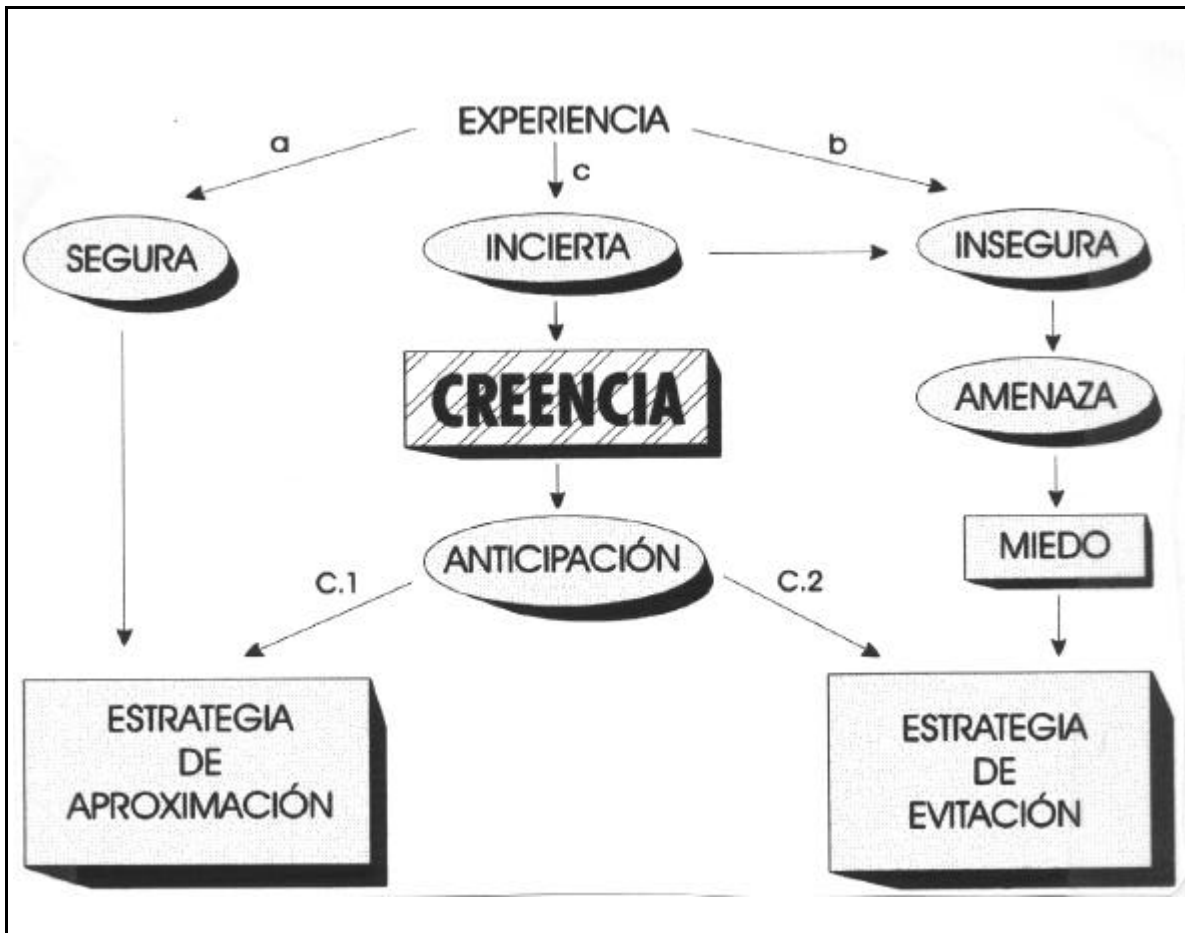 EXPERIENCIA
a
b
c
SEGURA
INCIERTA
INSEGURA
CREENCIA
AMENAZA
ANTICIPACIÓN
MIEDO
C.1
C.2
ESTRATEGIA
DE
APROXIMACIÓN
ESTRATEGIA
DE
EVITACIÓN